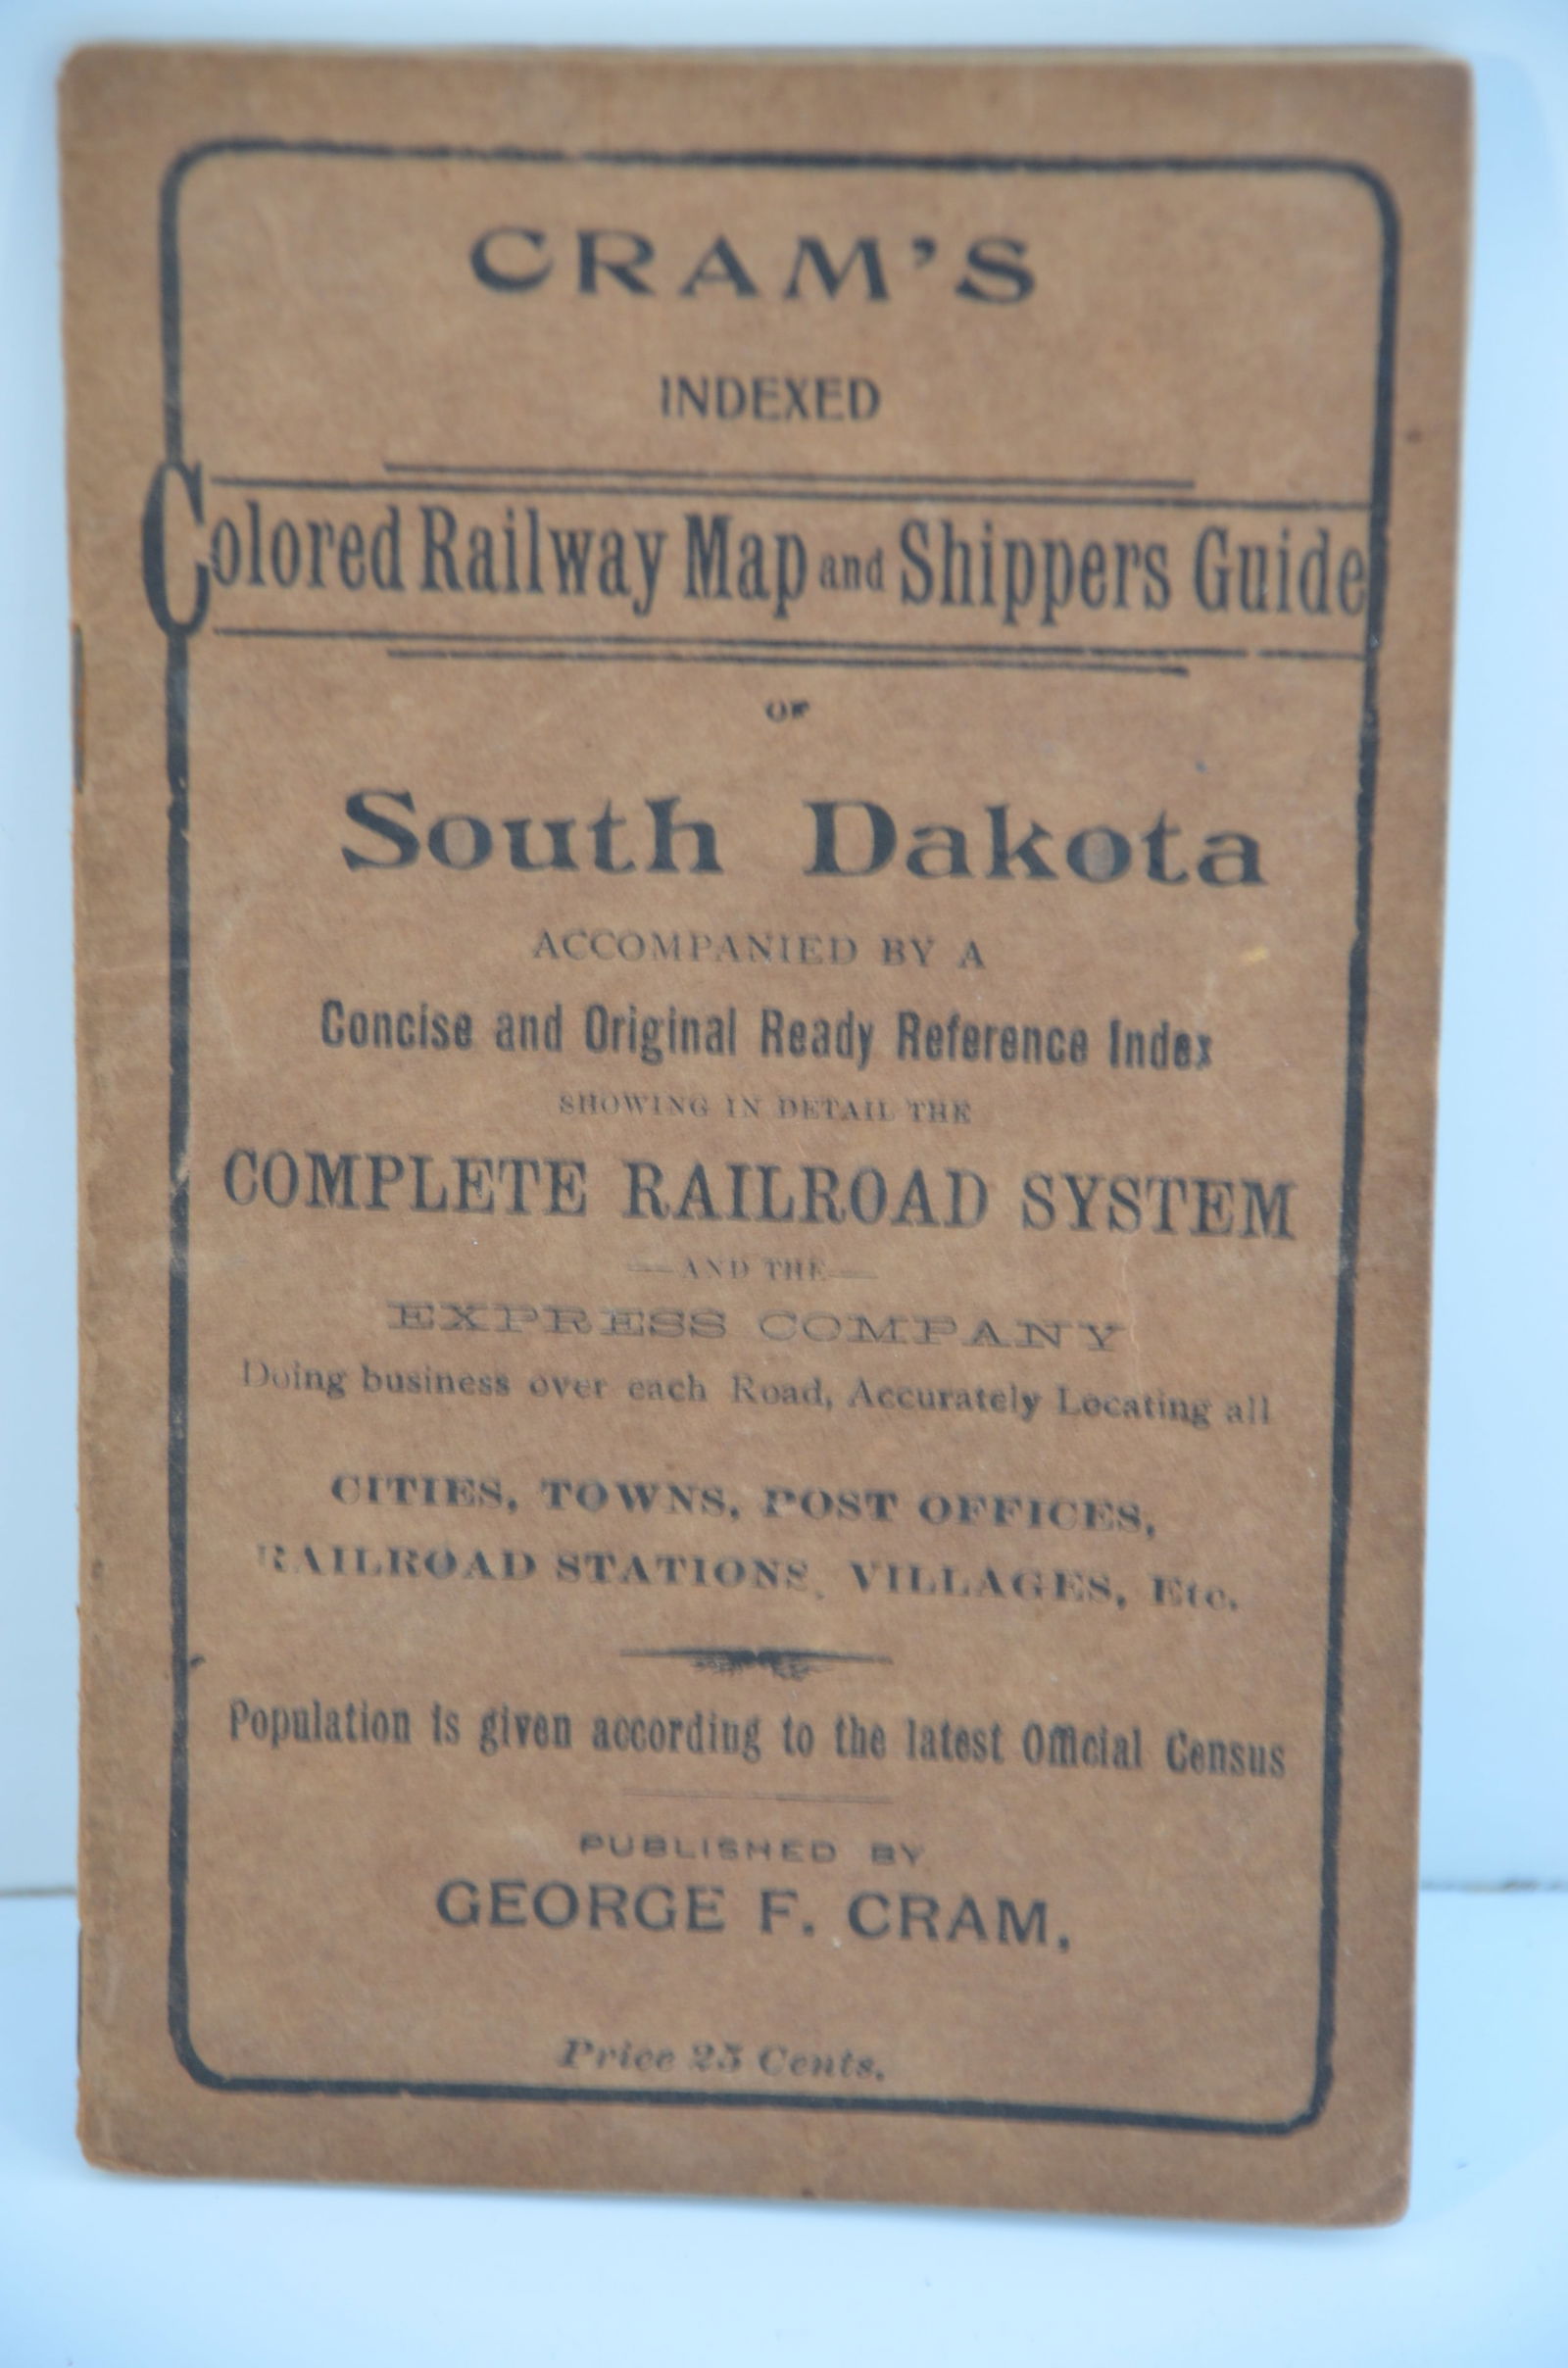 CRAM'S
INDEXED
Colored Railway Map and Shippers Guide
OF
South Dakota
ACCOMPANIED BY A
Concise and Original Ready Reference Index
SHOWING IN DETAIL THE
COMPLETE RAILROAD SYSTEM
—AND THE—
EXPRESS COMPANY
Doing business over each Road, Accurately Locating all
CITIES, TOWNS, POST OFFICES,
RAILROAD STATIONS, VILLAGES, Etc.
Population is given according to the latest Official Census
PUBLISHED BY
GEORGE F. CRAM,
Price 25 Cents.